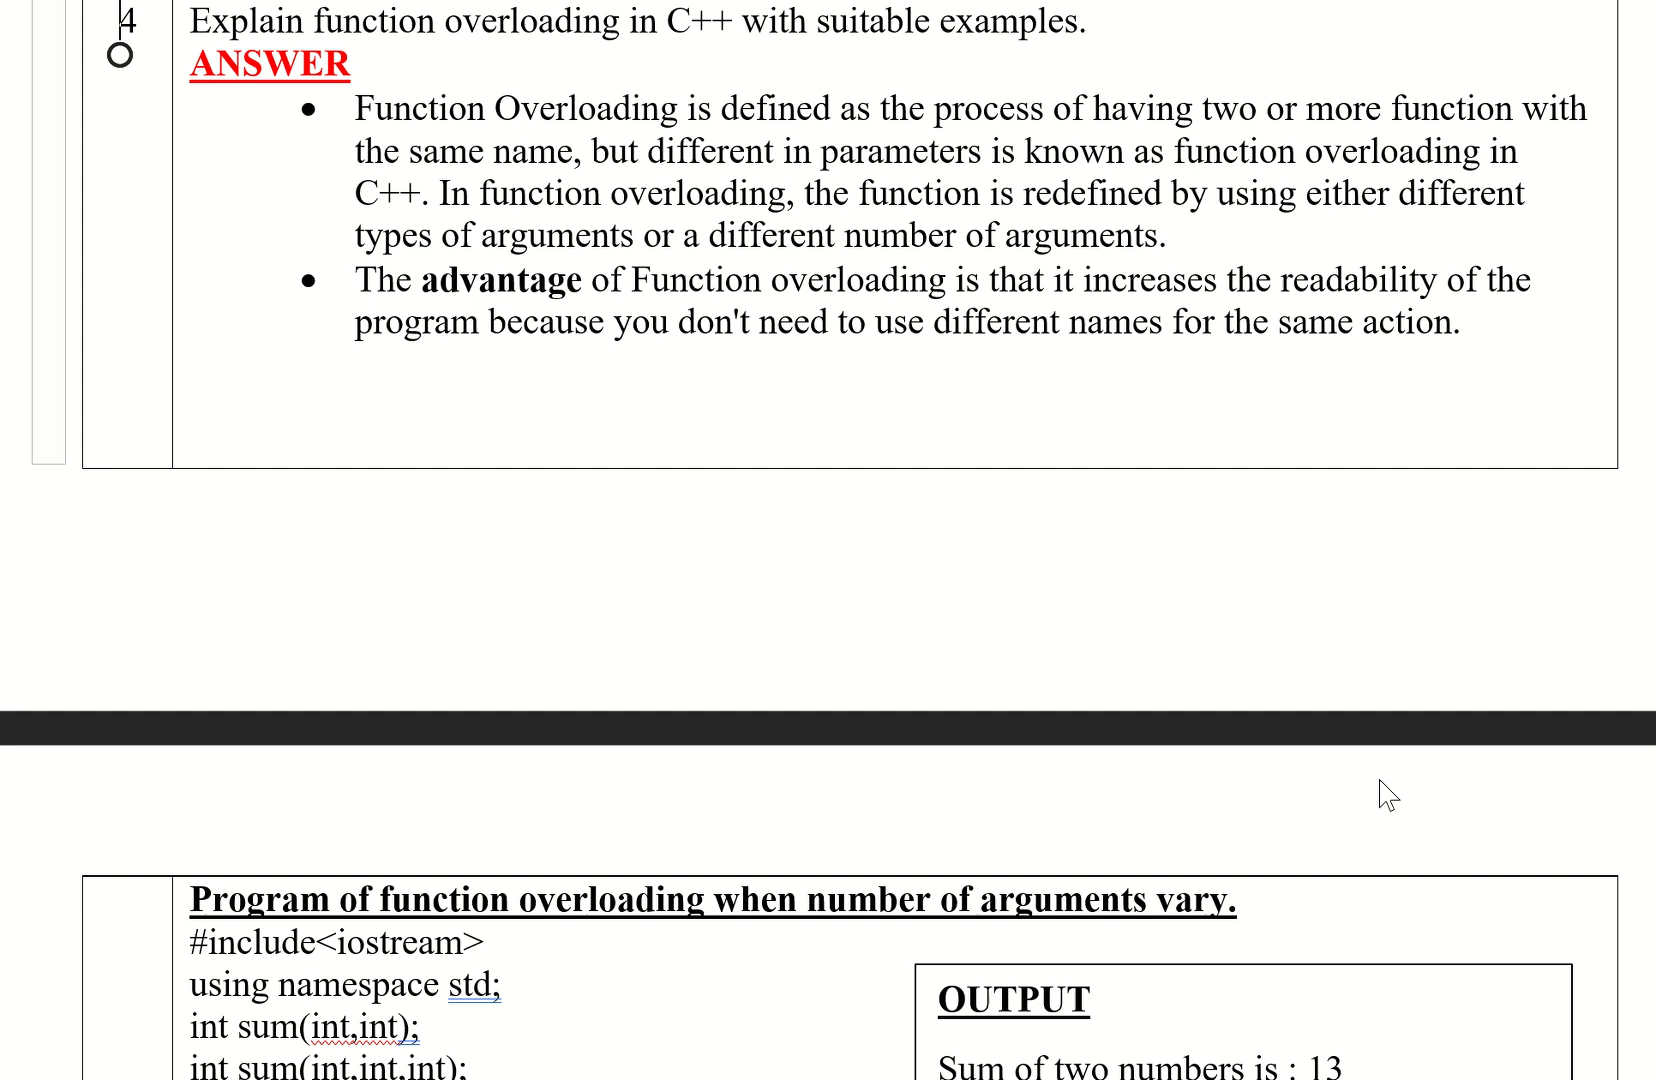 4
Explain function overloading in C++ with suitable examples.
ANSWER
• Function Overloading is defined as the process of having two or more function with
the same name, but different in parameters is known as function overloading in
C++. In function overloading, the function is redefined by using either different
types of arguments or a different number of arguments.
• The advantage of Function overloading is that it increases the readability of the
program because you don't need to use different names for the same action.
Program of function overloading when number of arguments vary.
#include<iostream>
using namespace std;
int sum(int,int);
int sum(int,int,int);
OUTPUT
Sum of two numbers is : 13